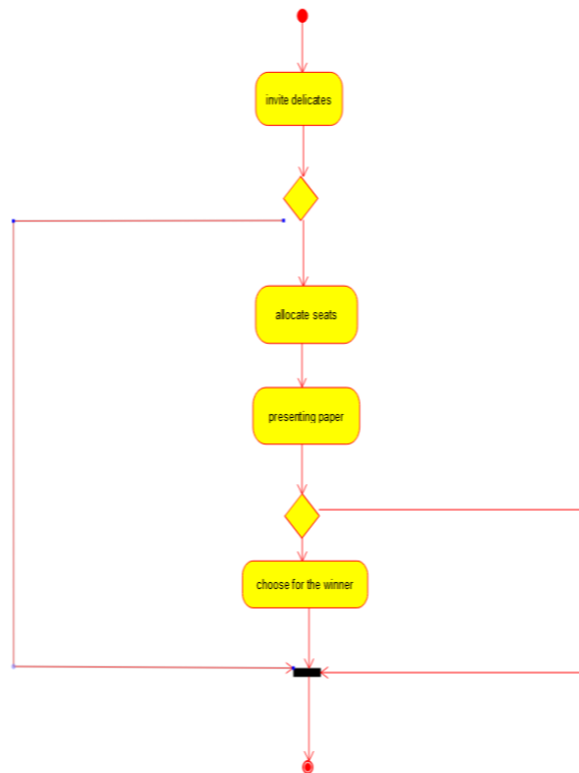 invite delicates
allocate seats
presenting paper
choose for the winner